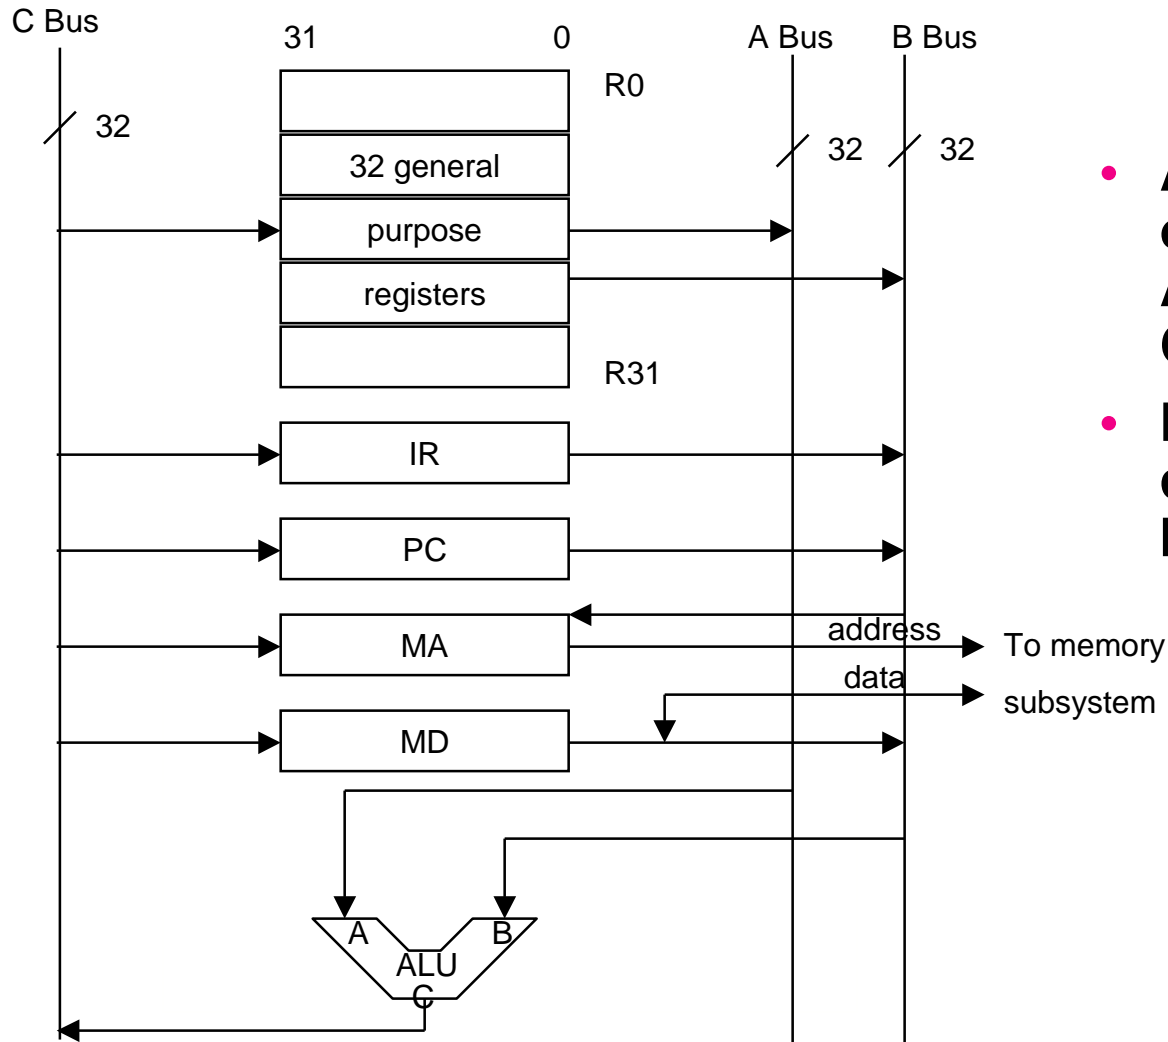 C Bus
31 0
A Bus B Bus
R0
32
32 32
32 general
purpose
registers
R31
IR
PC
MA
address
To memory
data
subsystem
MD
A B
ALU
C